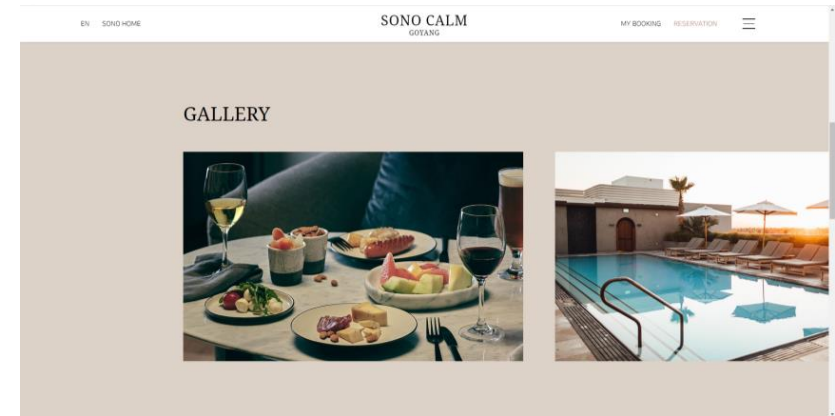 EN SONO HOME
SONO CALM
GOYANG
MY BOOKING RESERVATION
GALLERY